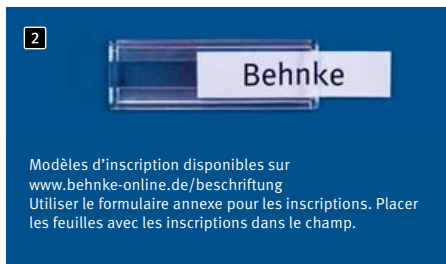 2
Behnke
Modèles d’inscription disponibles sur
www.behnke-online.de/beschriftung
Utiliser le formulaire annexe pour les inscriptions. Placer
les feuilles avec les inscriptions dans le champ.